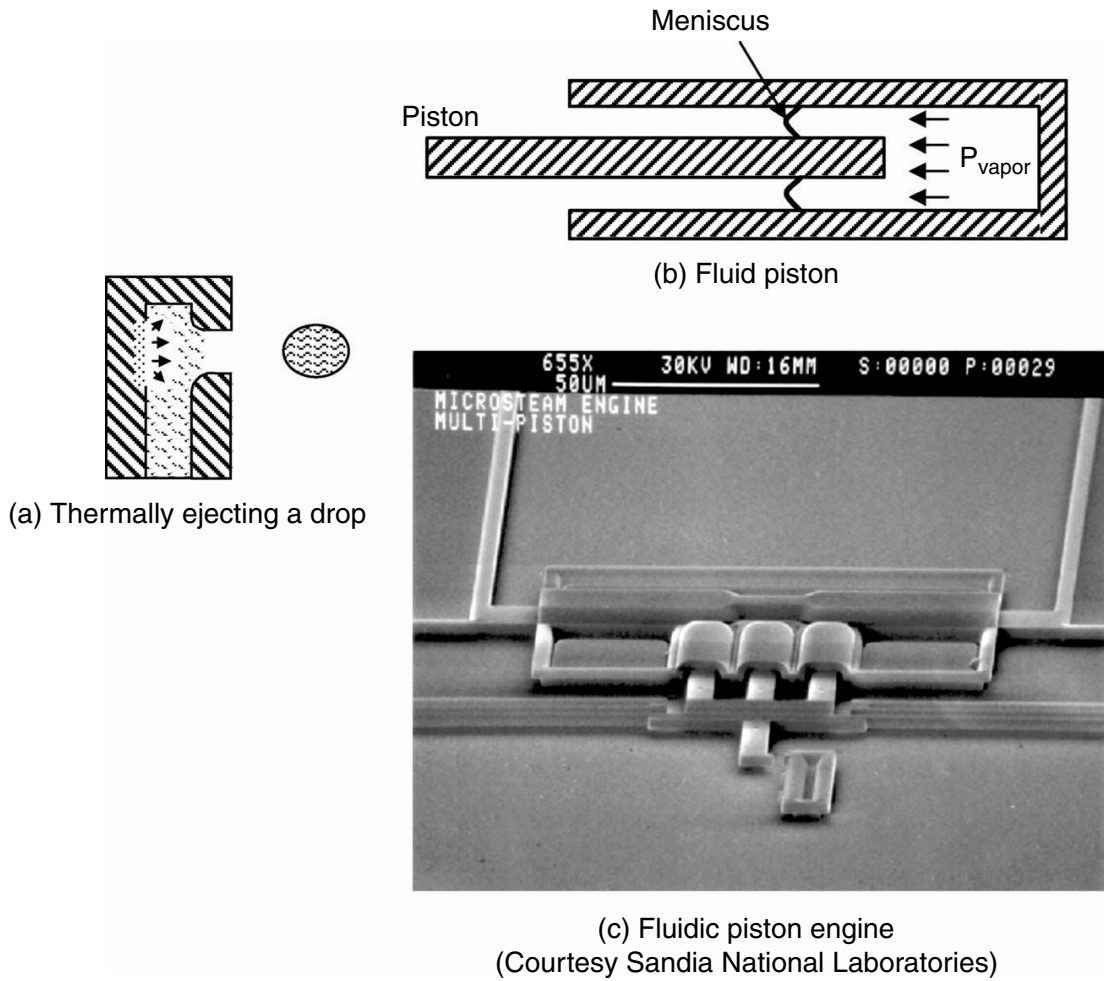 Meniscus
Piston
P_vapor
(b) Fluid piston
(a) Thermally ejecting a drop
655X 30KV WD:16MM S:00000 P:00029
50UM
MICROSTEAM ENGINE
MULTI-PISTON
(c) Fluidic piston engine
(Courtesy Sandia National Laboratories)